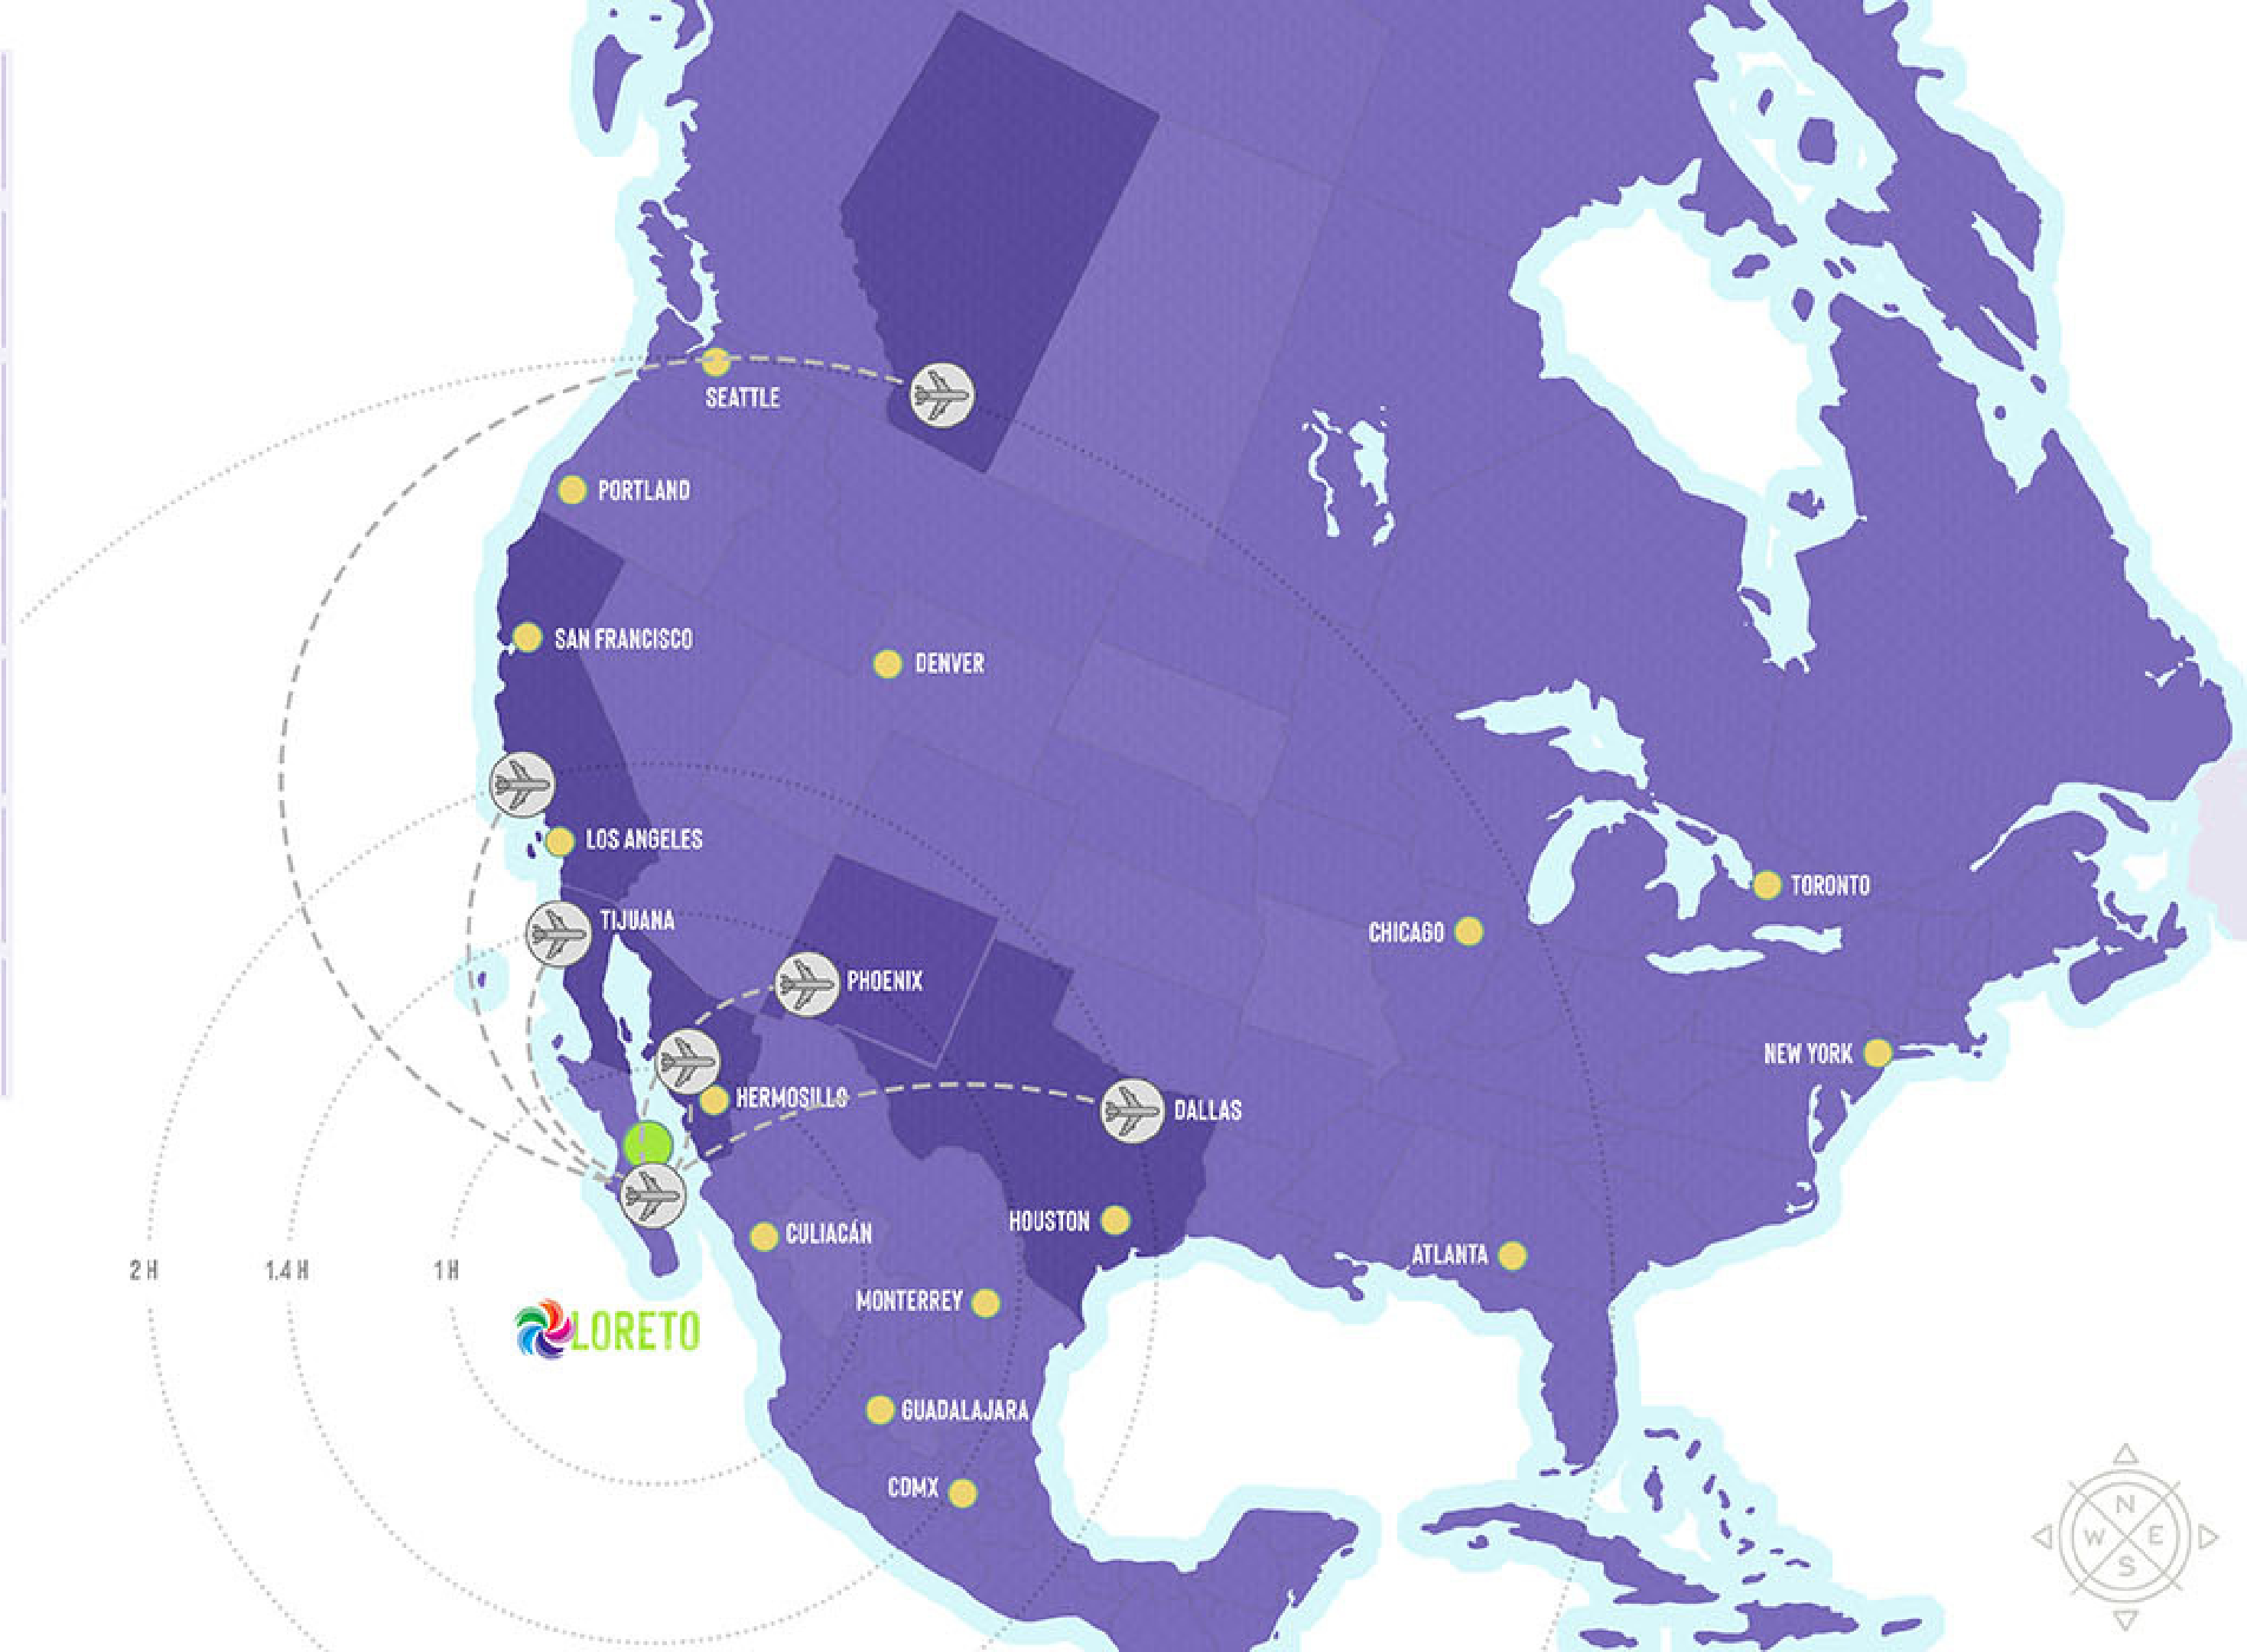 SEATTLE
PORTLAND
SAN FRANCISCO
DENVER
LOS ANGELES
TORONTO
TIJUANA
CHICAGO
PHOENIX
NEW YORK
HERMOSILLO
DALLAS
HOUSTON
CULIACÁN
ATLANTA
2 H
1.4 H
1 H
MONTERREY
LORETO
GUADALAJARA
CDMX
N
W E
S